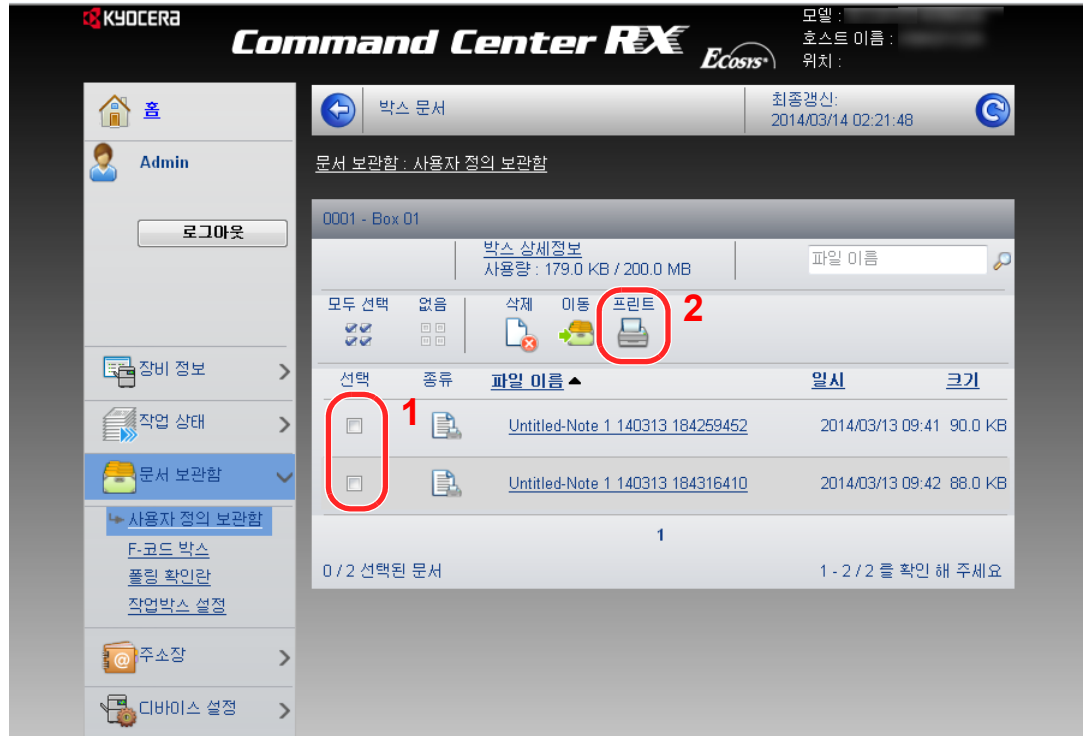 KYOCERA
Command Center RX
Ecosys
모델 :
호스트 이름 :
위치 :
홈
Admin
로그아웃
장비 정보
작업 상태
문서 보관함
사용자 정의 보관함
F-코드 박스
폴링 확인란
작업박스 설정
주소장
디바이스 설정
박스 문서
최종갱신:
2014/03/14 02:21:48
문서 보관함 : 사용자 정의 보관함
0001 - Box 01
박스 상세정보
사용량 : 179.0 KB / 200.0 MB
파일 이름
모두 선택 없음 삭제 이동 프린트 2
선택 종류 파일 이름 일시 크기
1
Untitled-Note 1 140313 184259452 2014/03/13 09:41 90.0 KB
Untitled-Note 1 140313 184316410 2014/03/13 09:42 88.0 KB
1
0 / 2 선택된 문서 1 - 2 / 2 를 확인 해 주세요